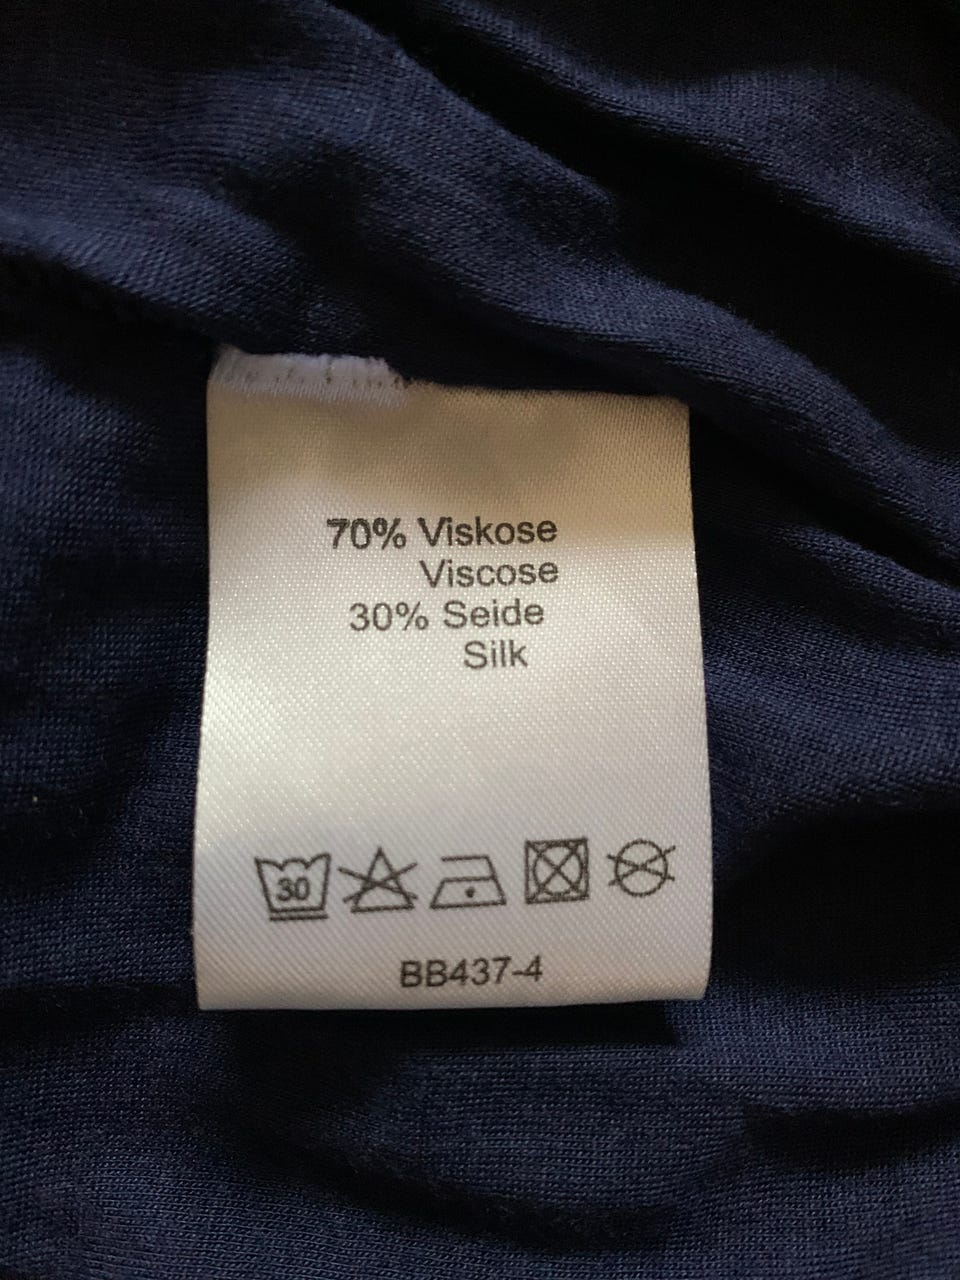 70% Viskose
Viscose
30% Seide
Silk
30
BB437-4